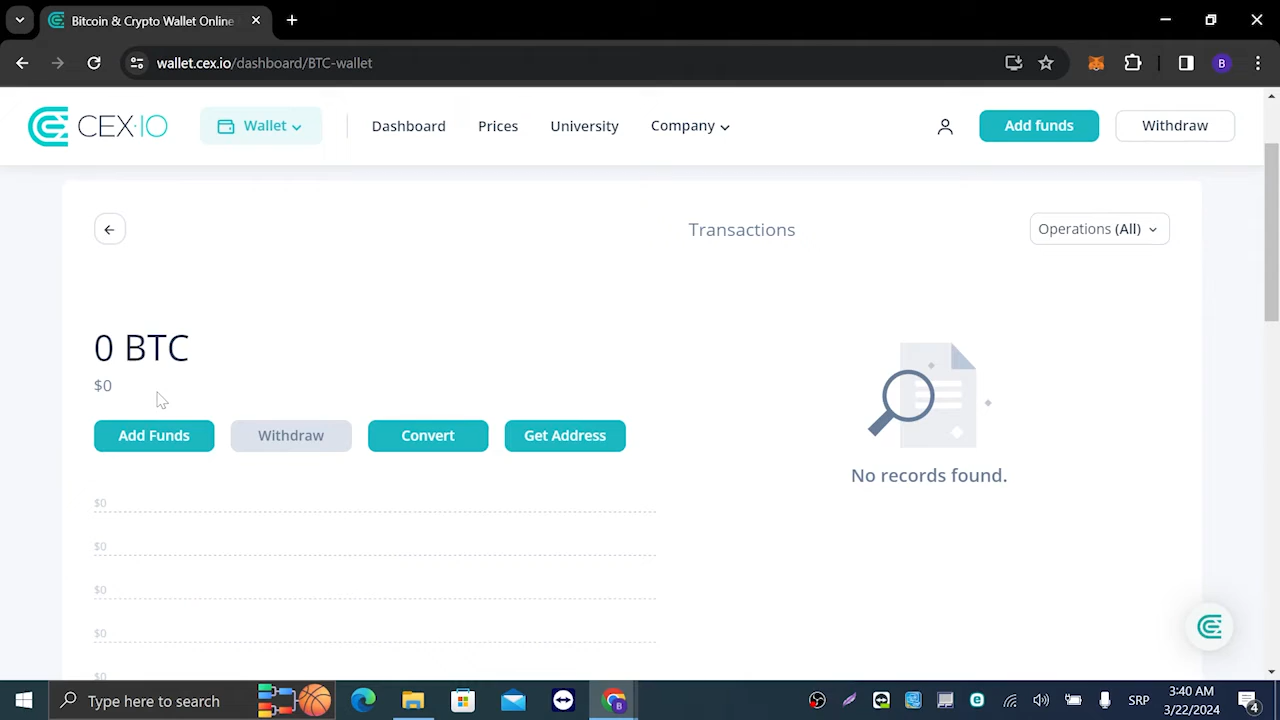 Bitcoin & Crypto Wallet Online
wallet.cex.io/dashboard/BTC-wallet
B
CEX·IO
Wallet
Dashboard
Prices
University
Company
Add funds
Withdraw
Transactions
Operations (All)
0 BTC
$0
Add Funds
Withdraw
Convert
Get Address
No records found.
$0
$0
$0
$0
$0
Type here to search
SRP
3:40 AM
3/22/2024
4